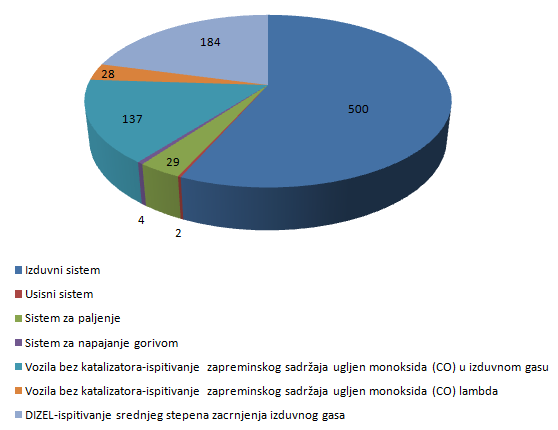 184
28
500
137
29
4
2
Izduvni sistem
Usisni sistem
Sistem za paljenje
Sistem za napajanje gorivom
Vozila bez katalizatora-ispitivanje zapreminskog sadržaja ugljen monoksida (CO) u izduvnom gasu
Vozila bez katalizatora-ispitivanje zapreminskog sadržaja ugljen monoksida (CO) lambda
DIZEL-ispitivanje srednjeg stepena zacrnjenja izduvnog gasa